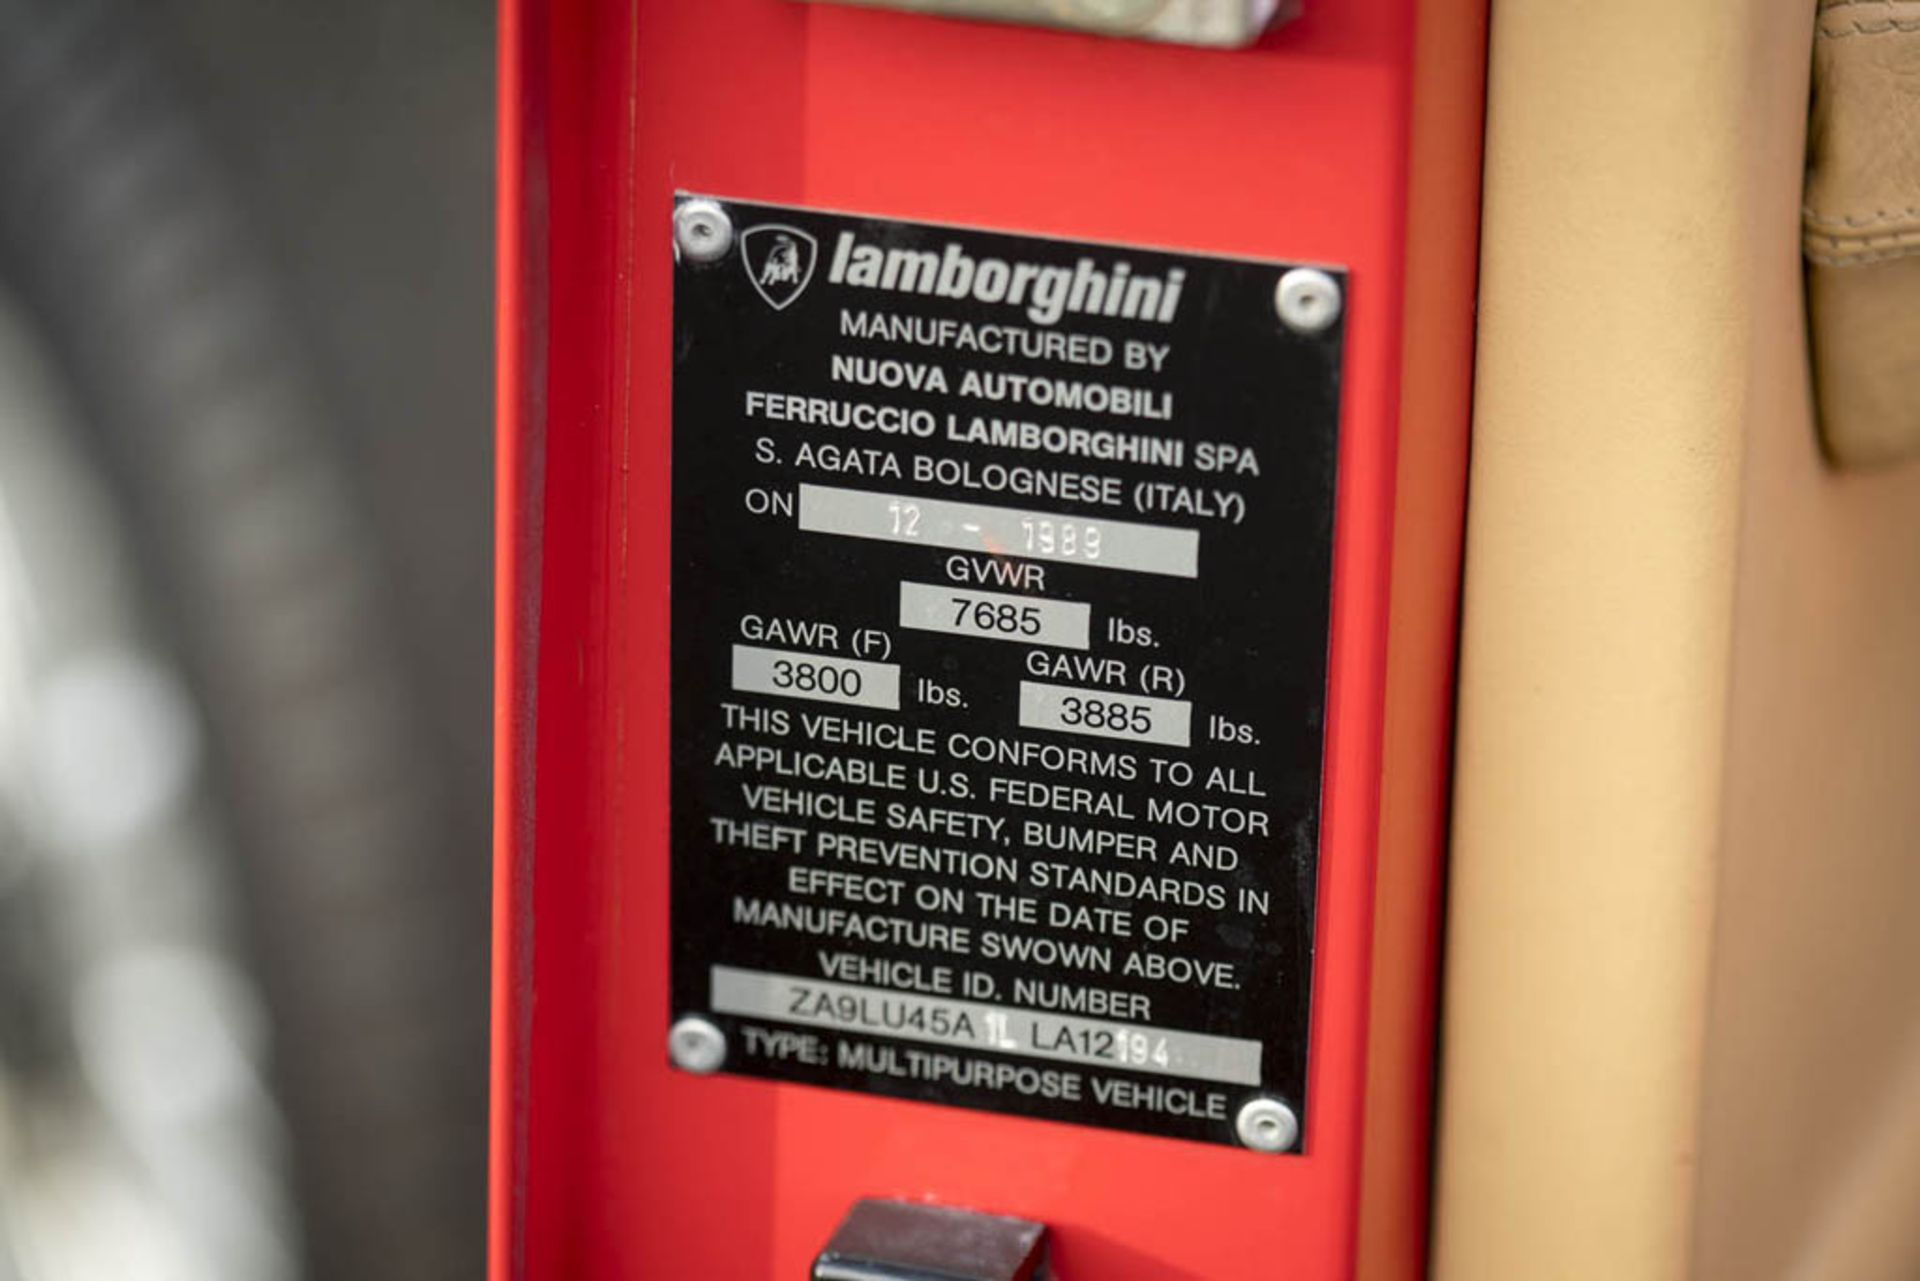 lamborghini
MANUFACTURED BY
NUOVA AUTOMOBILI
FERRUCCIO LAMBORGHINI SPA
S. AGATA BOLOGNESE (ITALY)
ON 12 - 1989
GVWR
7685 lbs.
GAWR (F) GAWR (R)
3800 lbs. 3885 lbs.
THIS VEHICLE CONFORMS TO ALL
APPLICABLE U.S. FEDERAL MOTOR
VEHICLE SAFETY, BUMPER AND
THEFT PREVENTION STANDARDS IN
EFFECT ON THE DATE OF
MANUFACTURE SWOWN ABOVE.
VEHICLE ID. NUMBER
ZA9LU45A 1L LA12194
TYPE: MULTIPURPOSE VEHICLE